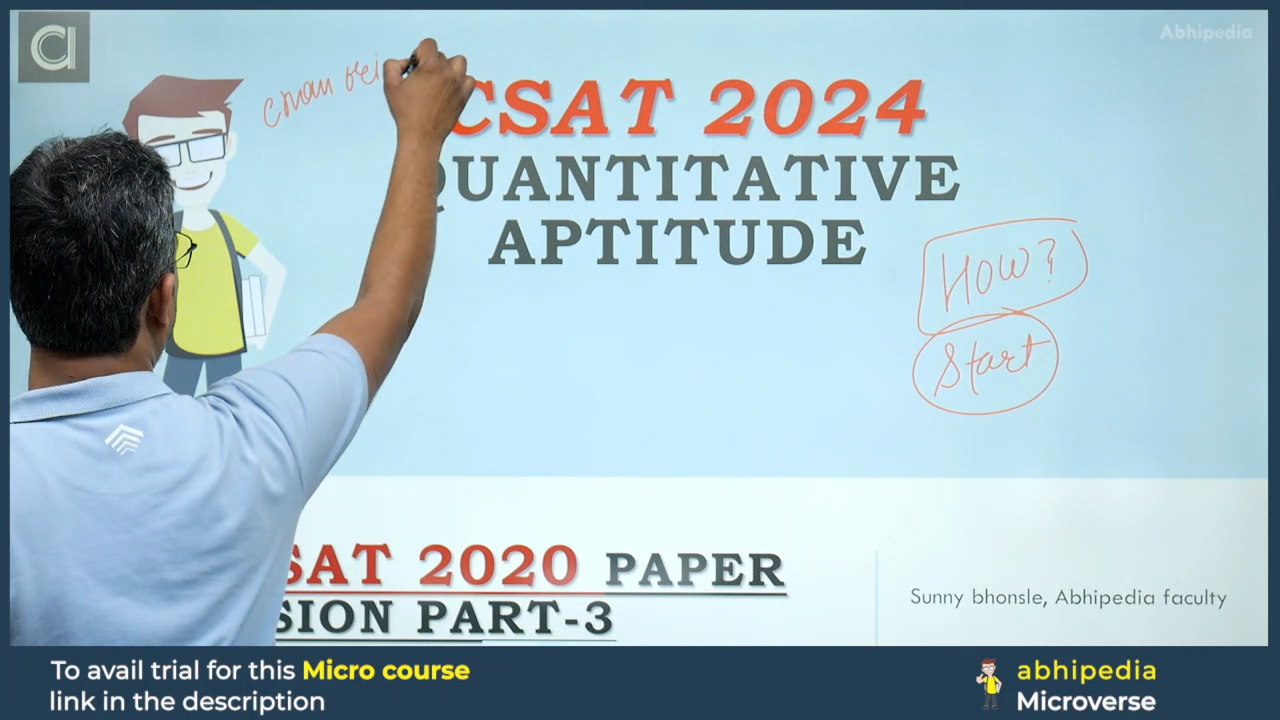 Abhipedia
CSAT 2024
QUANTITATIVE
APTITUDE
How?
Start
SAT 2020 PAPER
SION PART-3
Sunny bhonsle, Abhipedia faculty
To avail trial for this Micro course
link in the description
abhipedia
Microverse